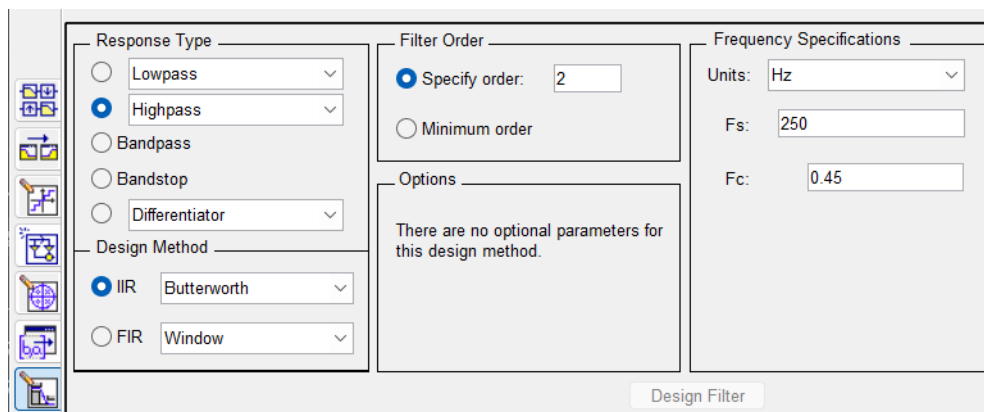 Response Type
Lowpass
Highpass
Bandpass
Bandstop
Differentiator
Design Method
IIR
Butterworth
FIR
Window
Filter Order
Specify order:
2
Minimum order
Options
There are no optional parameters for
this design method.
Frequency Specifications
Units:
Hz
Fs:
250
Fc:
0.45
Design Filter
[b,a]